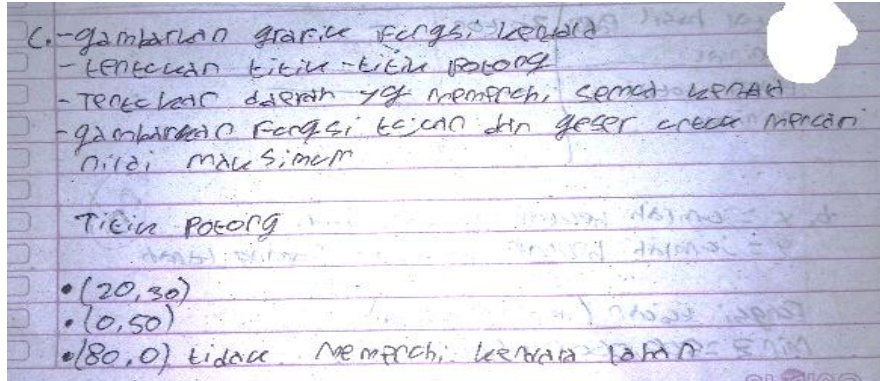 C. - gambarkan grafik fungsi kendala
- tentukan titik-titik potong
- Tentukan daerah yg memenuhi semua kendala
- gambarkan fungsi tujuan dan geser untuk mencari
nilai maksimum
Titik Potong
• (20,30)
• (0,50)
• (80,0) tidak memenuhi kendala lahan